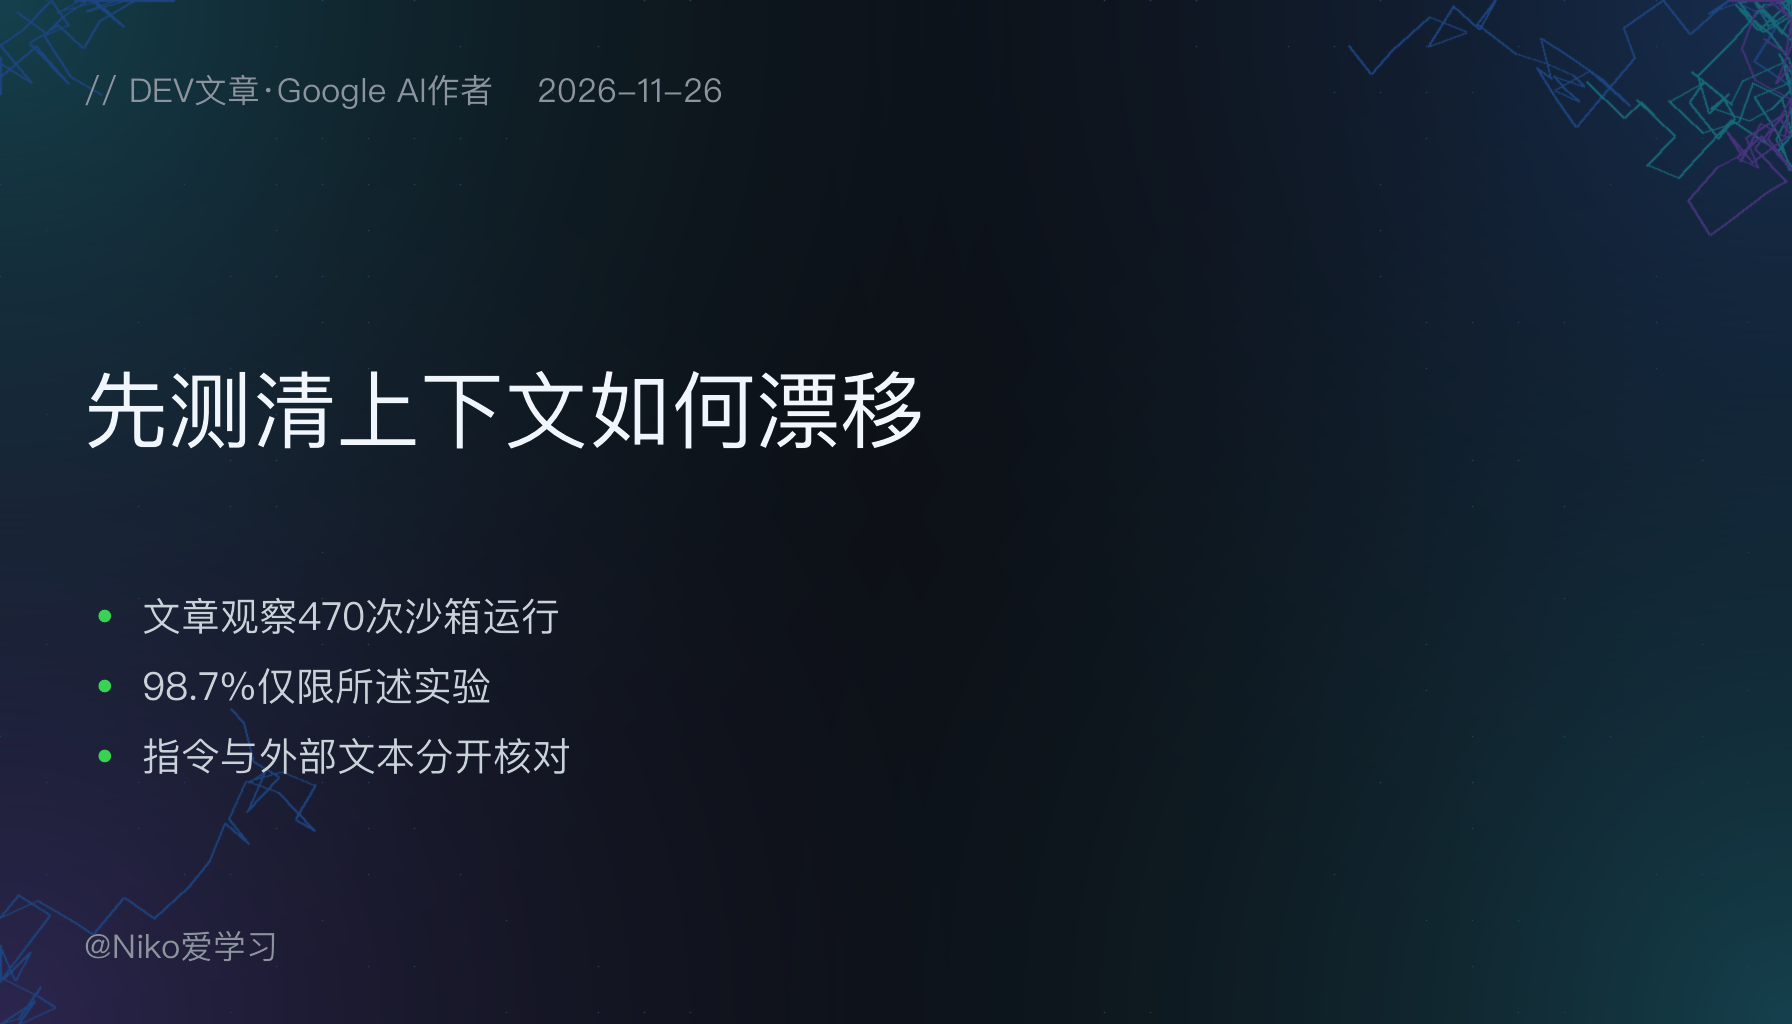 // DEV文章·Google AI作者 2026-11-26
先测清上下文如何漂移
文章观察470次沙箱运行
98.7%仅限所述实验
指令与外部文本分开核对
@Niko爱学习